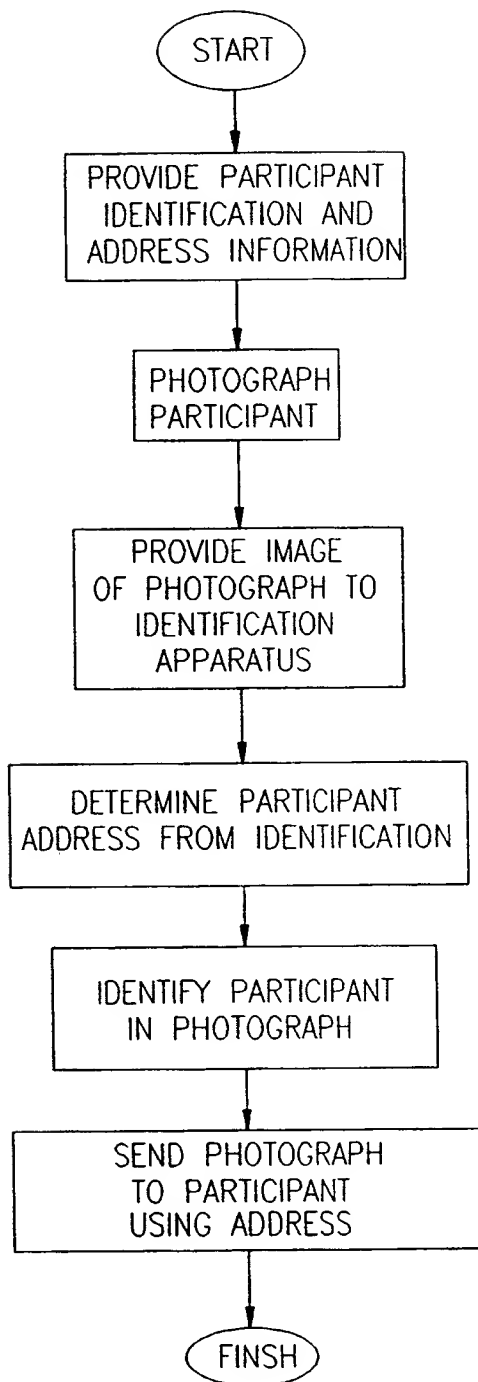 START
PROVIDE PARTICIPANT
IDENTIFICATION AND
ADDRESS INFORMATION
PHOTOGRAPH
PARTICIPANT
PROVIDE IMAGE
OF PHOTOGRAPH TO
IDENTIFICATION
APPARATUS
DETERMINE PARTICIPANT
ADDRESS FROM IDENTIFICATION
IDENTIFY PARTICIPANT
IN PHOTOGRAPH
SEND PHOTOGRAPH
TO PARTICIPANT
USING ADDRESS
FINSH